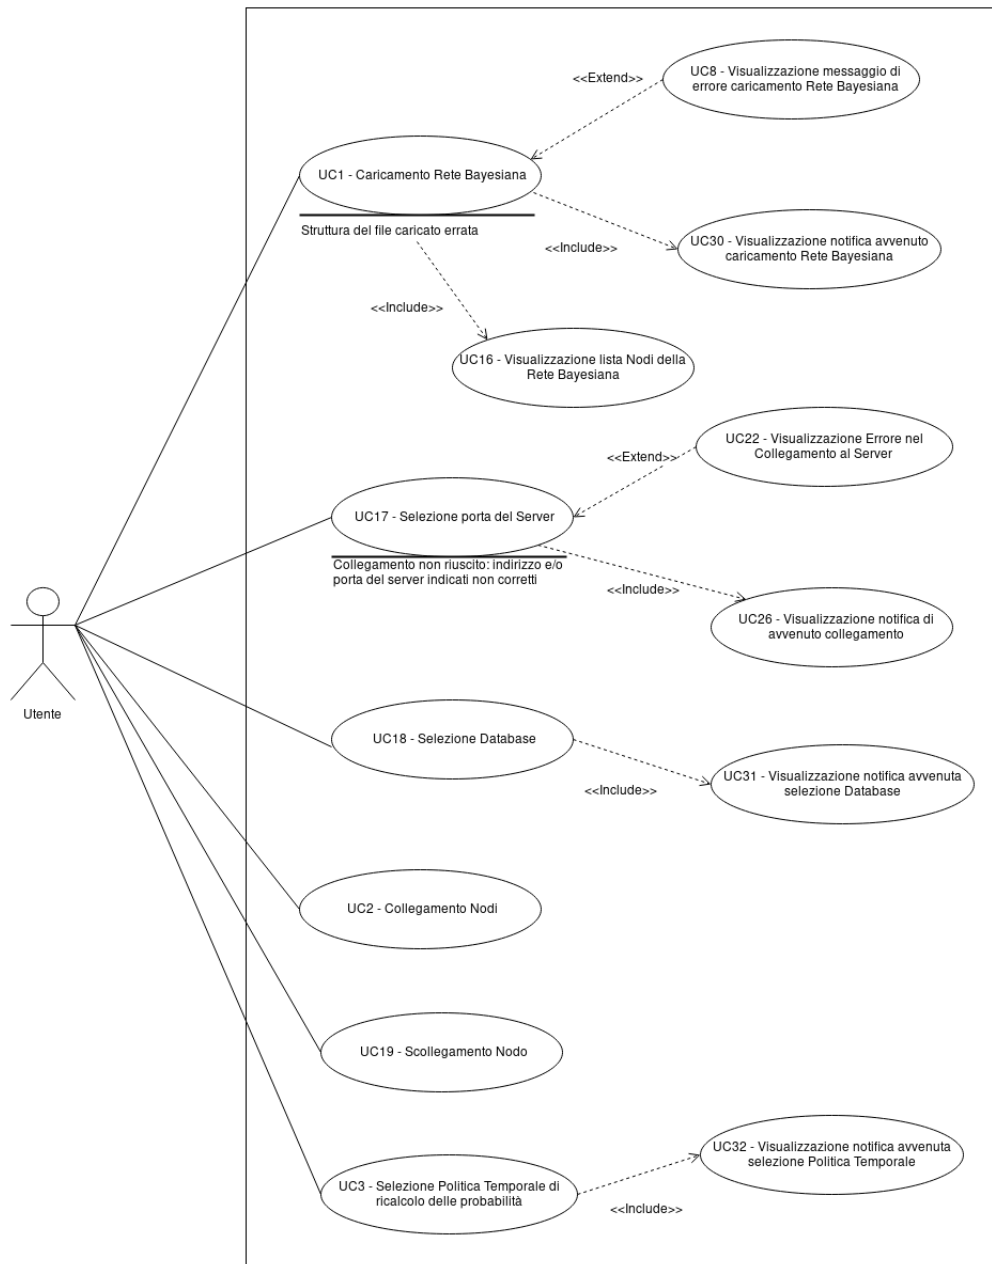 UC8 - Visualizzazione messaggio di
errore caricamento Rete Bayesiana
<<Extend>>
UC1 - Caricamento Rete Bayesiana
Struttura del file caricato errata
UC30 - Visualizzazione notifica avvenuto
caricamento Rete Bayesiana
<<Include>>
<<Include>>
UC16 - Visualizzazione lista Nodi della
Rete Bayesiana
UC22 - Visualizzazione Errore nel
Collegamento al Server
<<Extend>>
UC17 - Selezione porta del Server
Collegamento non riuscito: indirizzo e/o
porta del server indicati non corretti
<<Include>>
UC26 - Visualizzazione notifica di
avvenuto collegamento
Utente
UC18 - Selezione Database
UC31 - Visualizzazione notifica avvenuta
selezione Database
<<Include>>
UC2 - Collegamento Nodi
UC19 - Scollegamento Nodo
UC32 - Visualizzazione notifica avvenuta
selezione Politica Temporale
UC3 - Selezione Politica Temporale di
ricalcolo delle probabilità
<<Include>>